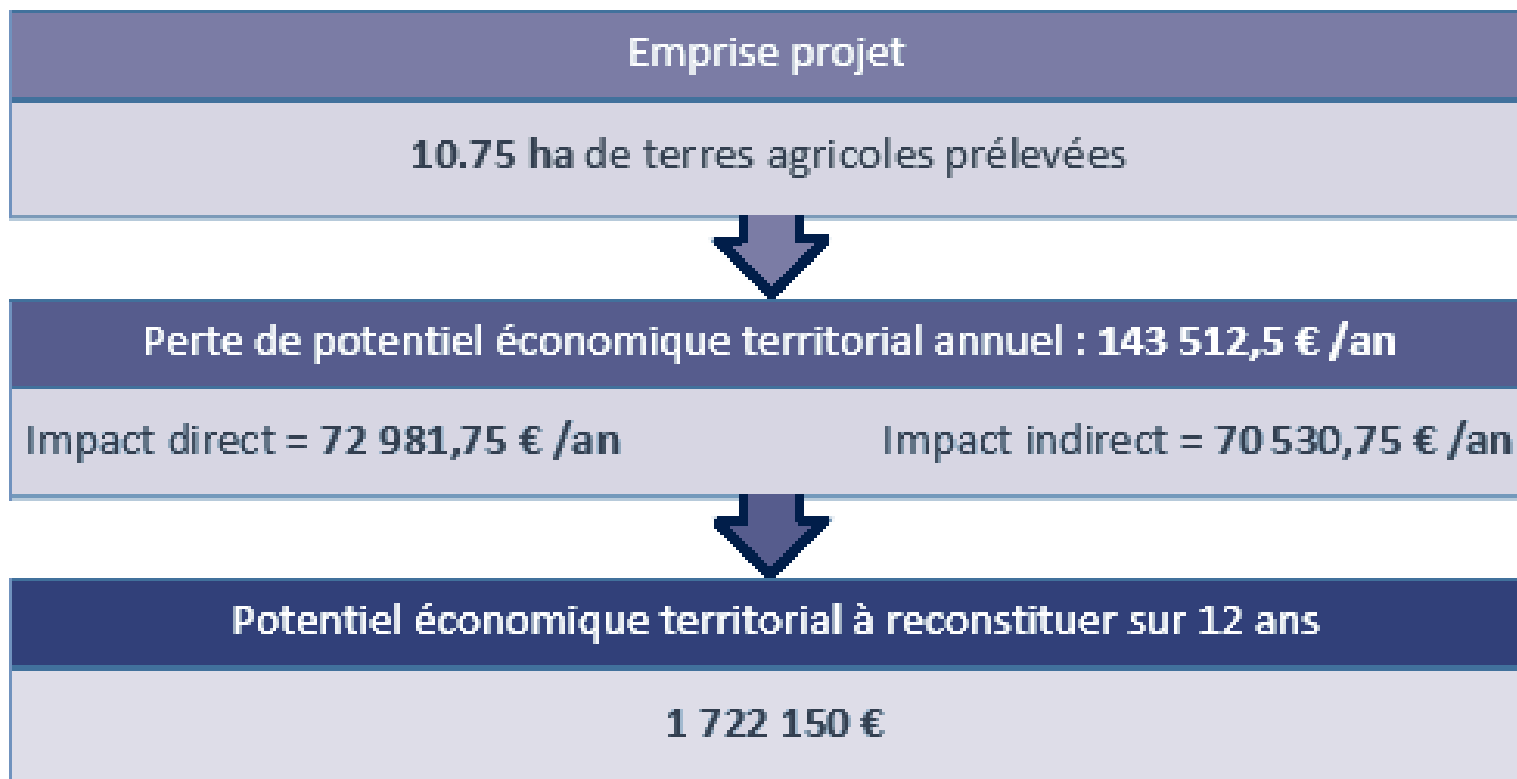 Emprise projet
10.75 ha de terres agricoles prélevées
Perte de potentiel économique territorial annuel : 143 512,5 € /an
Impact direct = 72 981,75 € /an Impact indirect = 70 530,75 € /an
Potentiel économique territorial à reconstituer sur 12 ans
1 722 150 €